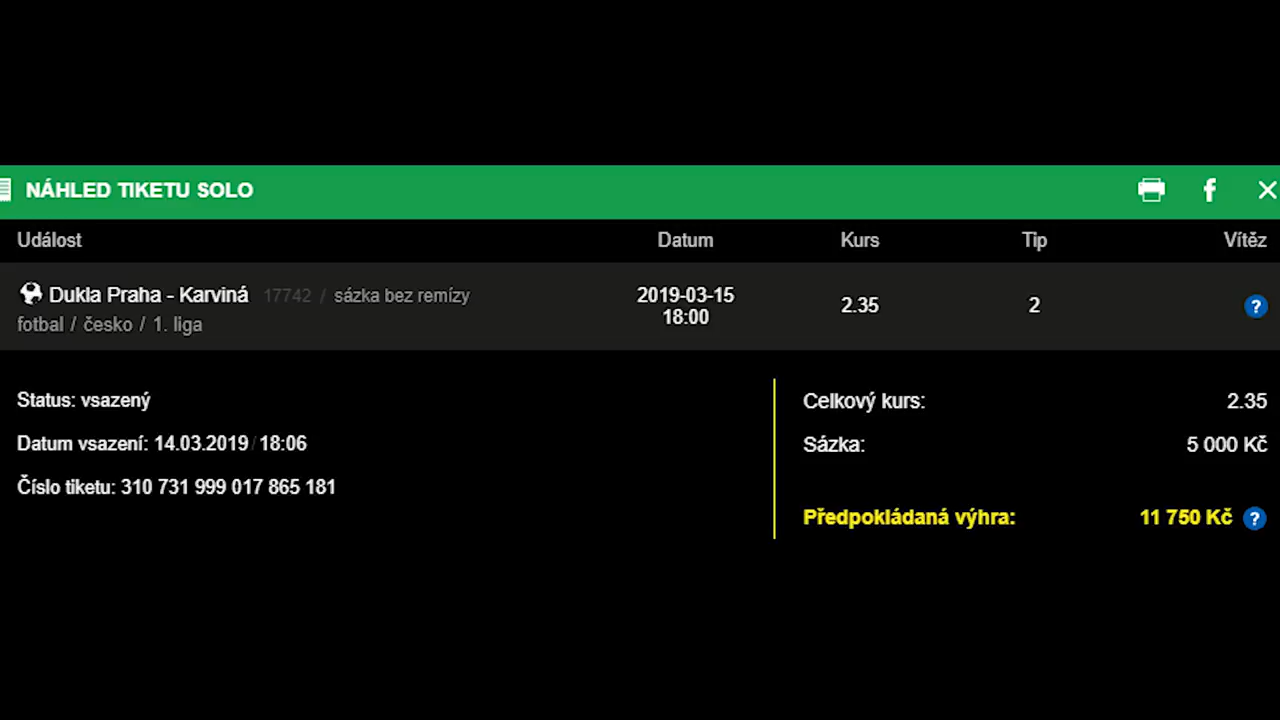 NÁHLED TIKETU SOLO
Událost Datum Kurs Tip Vítěz
Dukla Praha - Karviná 17742 / sázka bez remízy 2019-03-15 18:00 2.35 2 ?
fotbal / česko / 1. liga
Status: vsazený
Datum vsazení: 14.03.2019 / 18:06
Číslo tiketu: 310 731 999 017 865 181
Celkový kurs: 2.35
Sázka: 5 000 Kč
Předpokládaná výhra: 11 750 Kč ?